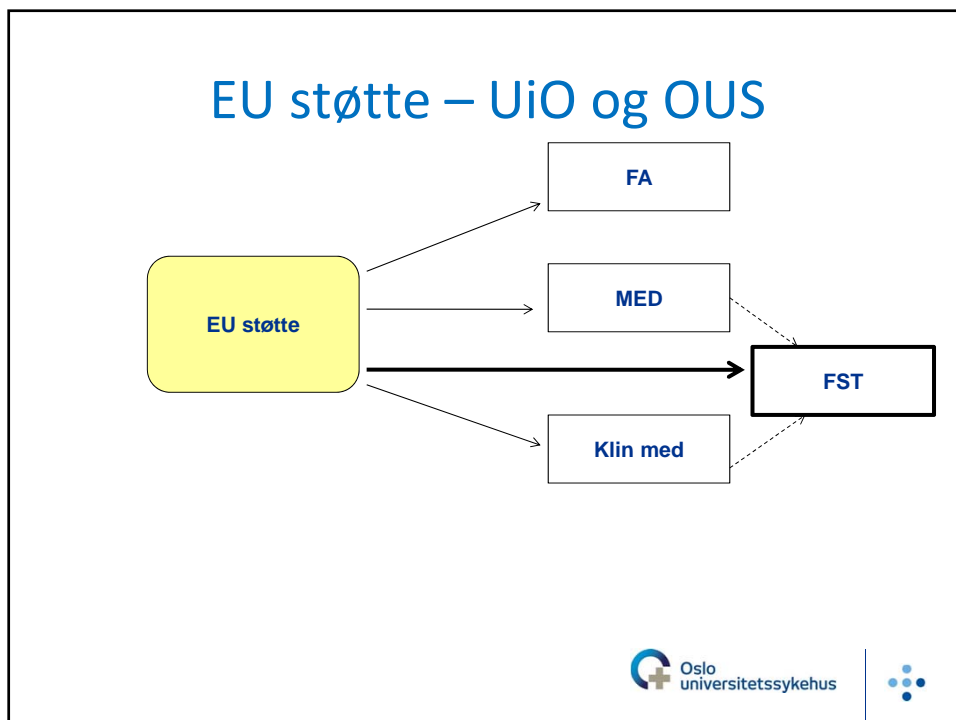 EU støtte – UiO og OUS
FA
EU støtte
MED
FST
Klin med
Oslo
universitetssykehus